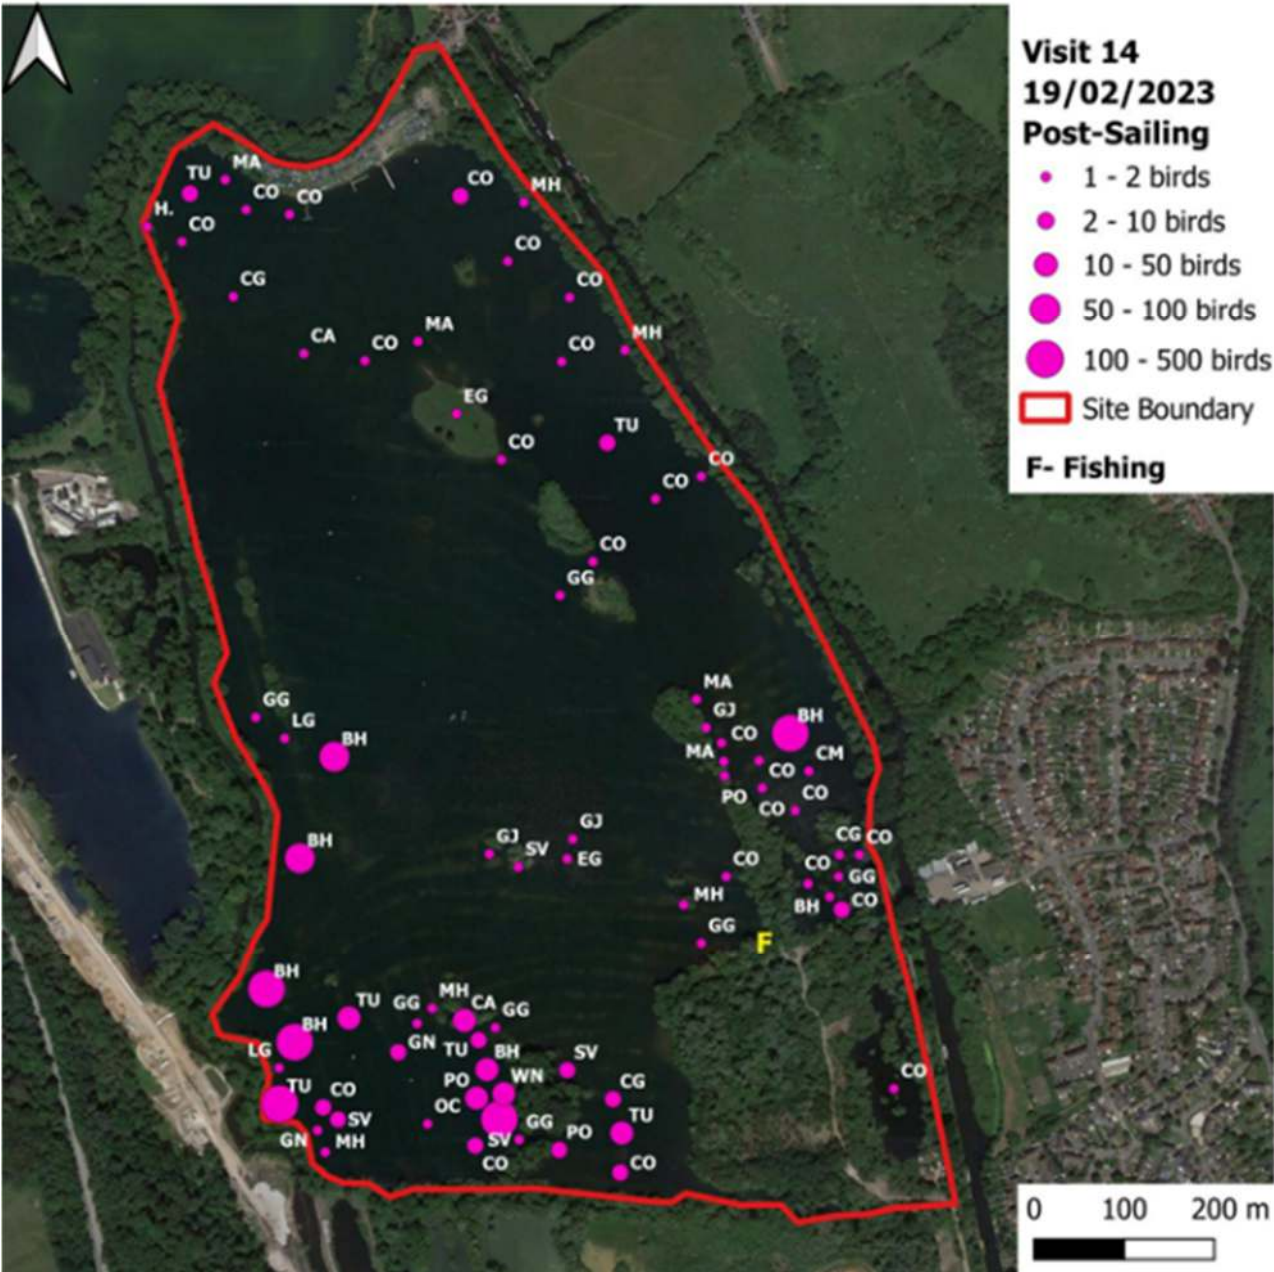 Visit 14
19/02/2023
Post-Sailing
1 - 2 birds
2 - 10 birds
10 - 50 birds
50 - 100 birds
100 - 500 birds
Site Boundary
F- Fishing
MA
TU
CO
CO
CO
MH
H.
CO
CO
CG
CO
MA
CA
CO
CO
MH
EG
TU
CO
CO
CO
CO
GG
MA
GG
GJ
BH
LG
CO
BH
MA
CM
CO
PO
CO
CO
GJ
GJ
CG
CO
BH
SV
EG
CO
CO
GG
MH
BH
CO
GG
F
BH
MH
TU
GG
CA
GG
BH
GN
LG
TU
BH
SV
CO
PO
WN
CG
TU
CO
OC
SV
GG
TU
GN
MH
SV
PO
CO
CO
0 100 200 m